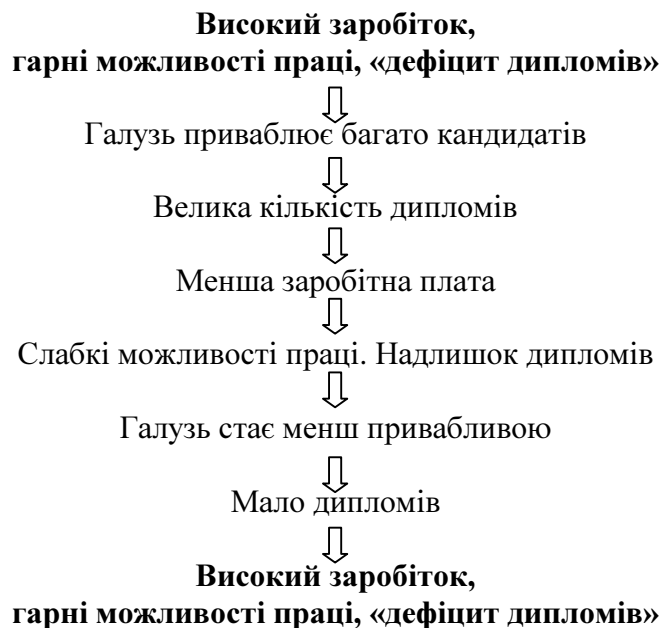 Високий заробіток,
гарні можливості праці, «дефіцит дипломів»
Галузь приваблює багато кандидатів
Велика кількість дипломів
Менша заробітна плата
Слабкі можливості праці. Надлишок дипломів
Галузь стає менш привабливою
Мало дипломів
Високий заробіток,
гарні можливості праці, «дефіцит дипломів»